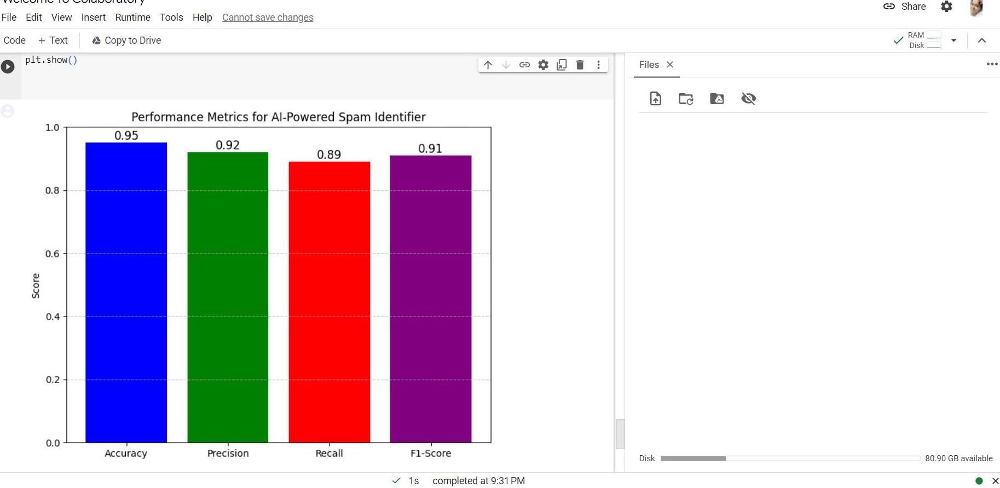 Welcome To Colaboratory
Share
File Edit View Insert Runtime Tools Help Cannot save changes
Code + Text Copy to Drive
RAM
Disk
plt.show()
Files
Performance Metrics for AI-Powered Spam Identifier
1.0
0.95
0.92
0.89
0.91
0.8
0.6
Score
0.4
0.2
0.0
Accuracy Precision Recall F1-Score
Disk 80.90 GB available
1s completed at 9:31 PM